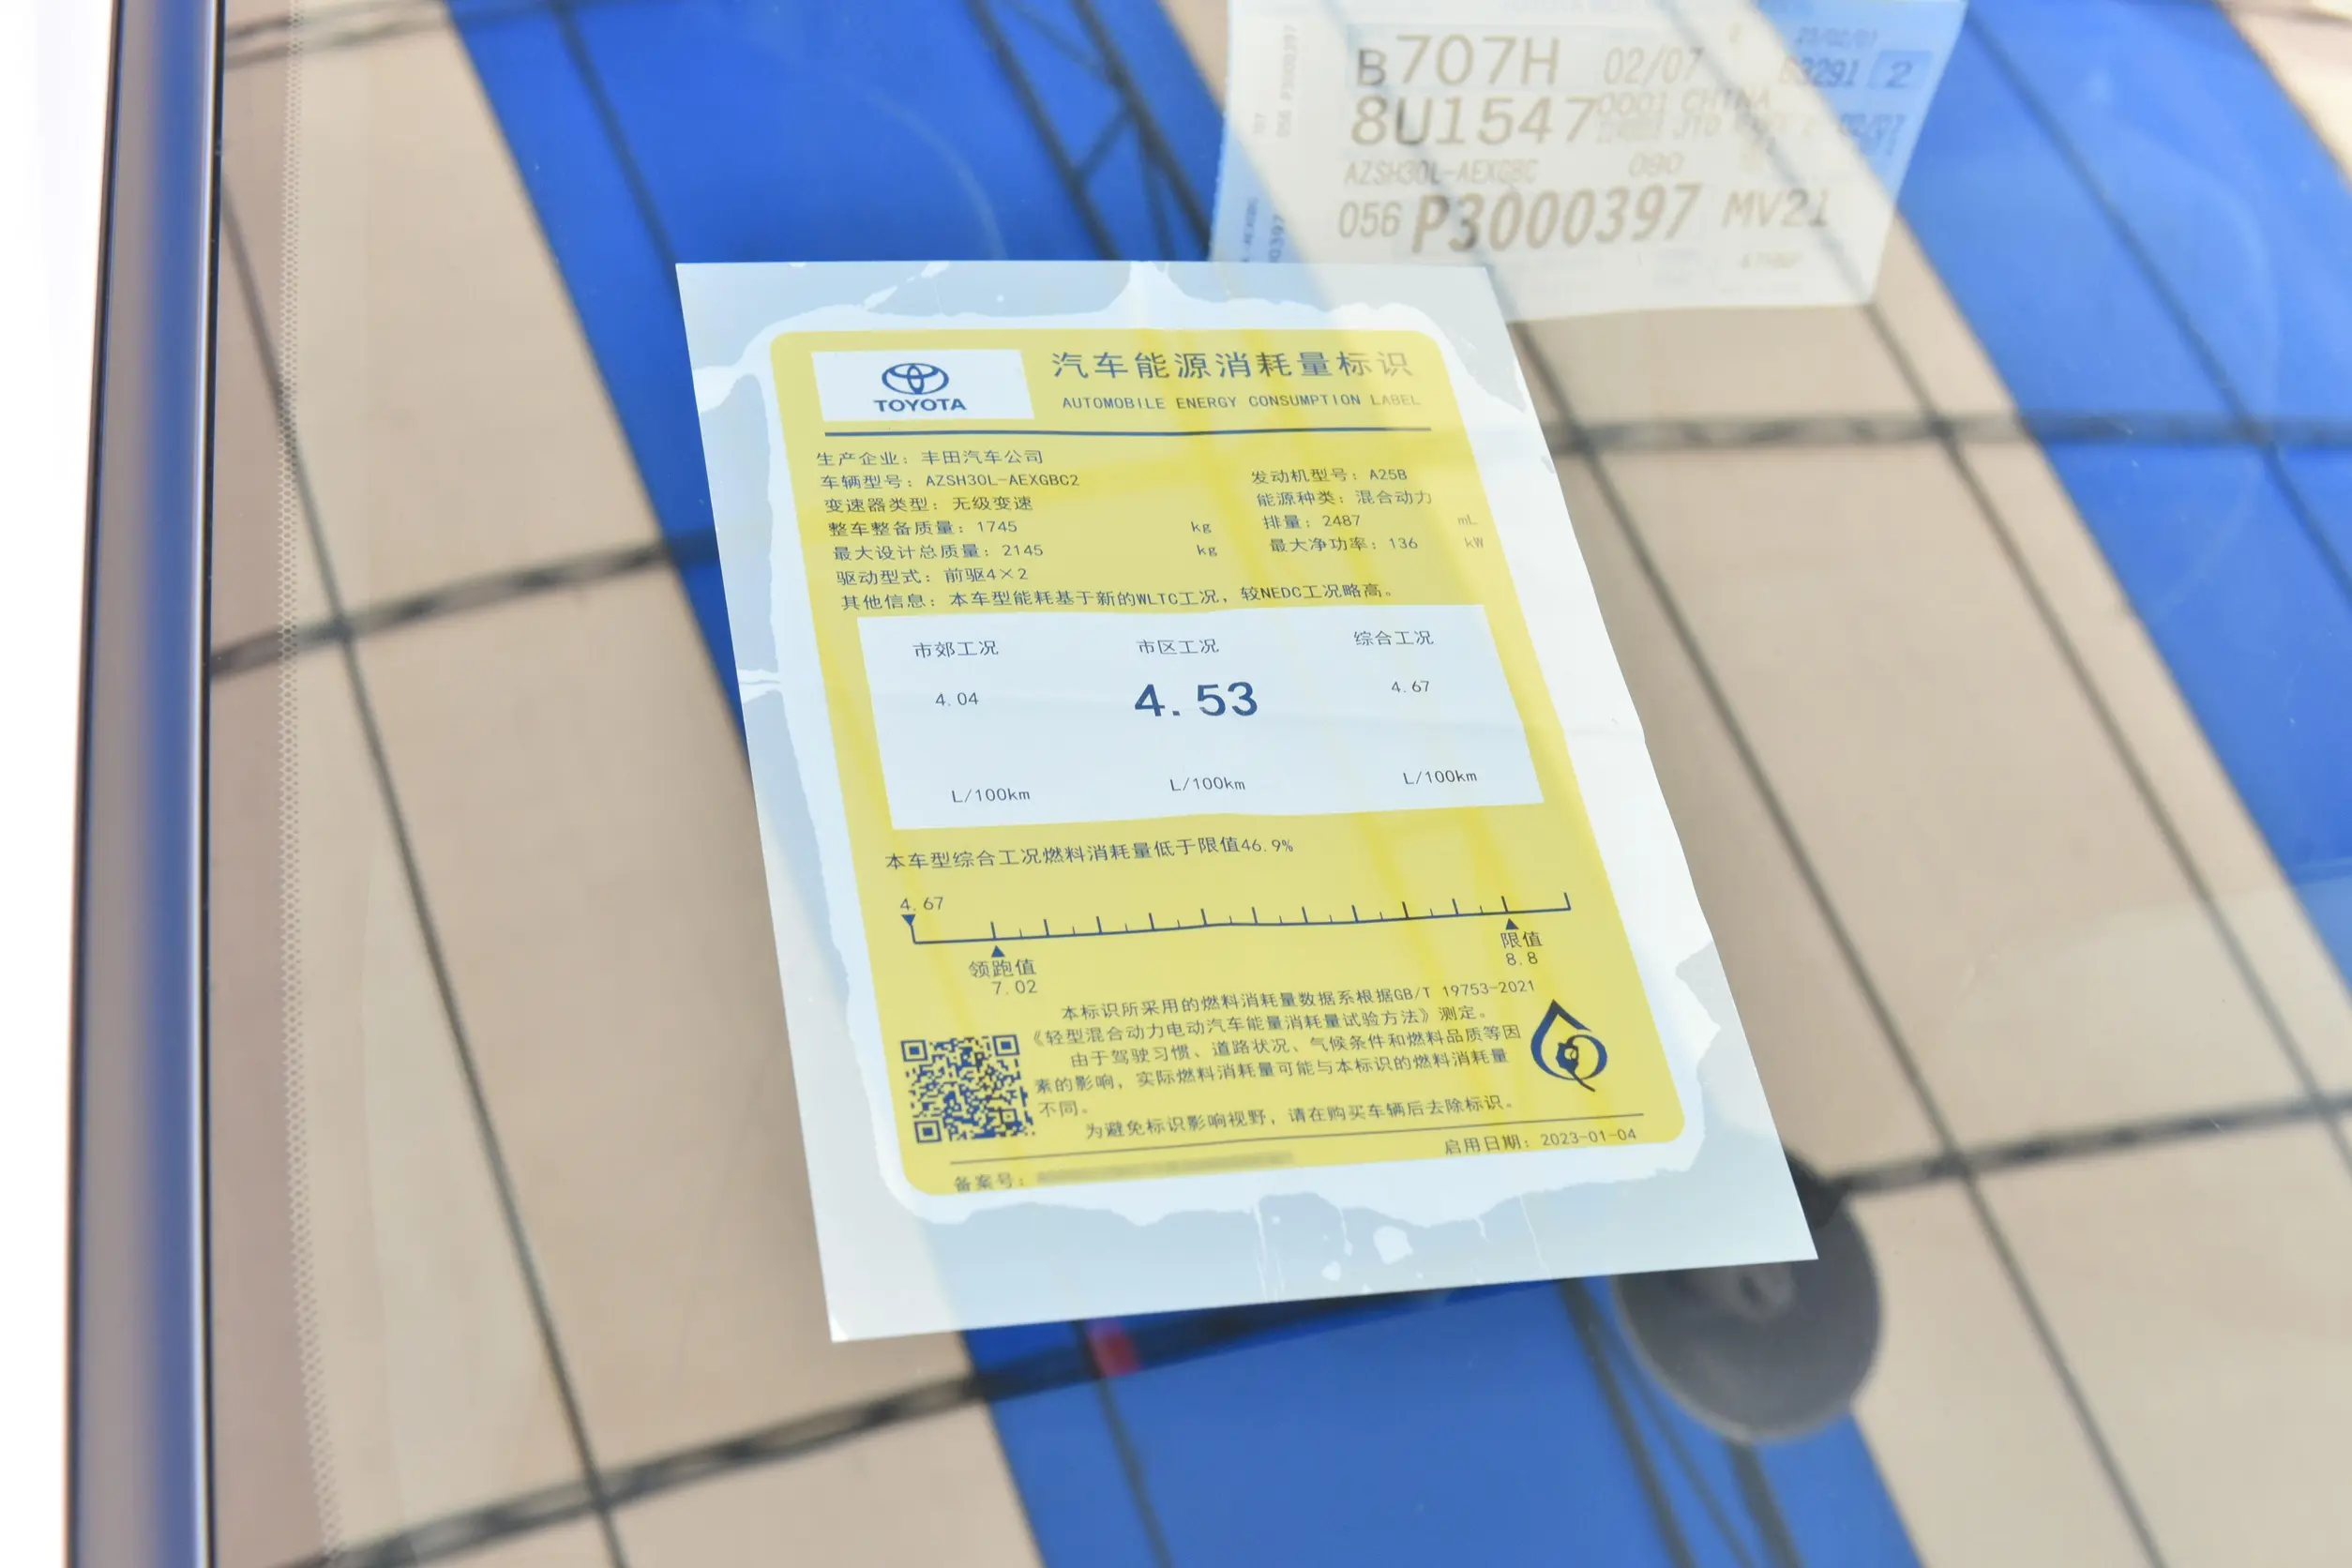 B707H 02/07 2
8U1547 0001 CHINA
AZSH30L-AEXGBC 090
056 P3000397 MV21
056 P3000397
TOYOTA
汽车能源消耗量标识
AUTOMOBILE ENERGY CONSUMPTION LABEL
生产企业：丰田汽车公司
车辆型号：AZSH30L-AEXGBC2 发动机型号：A25B
变速器类型：无级变速 能源种类：混合动力
整车整备质量：1745 kg 排量：2487 mL
最大设计总质量：2145 kg 最大净功率：136 kW
驱动型式：前驱4×2
其他信息：本车型能耗基于新的WLTC工况，较NEDC工况略高。
市郊工况 市区工况 综合工况
4.04 4.53 4.67
L/100km L/100km L/100km
本车型综合工况燃料消耗量低于限值46.9%
4.67
领跑值 限值
7.02 8.8
本标识所采用的燃料消耗量数据系根据GB/T 19753-2021
《轻型混合动力电动汽车能量消耗量试验方法》测定。
由于驾驶习惯、道路状况、气候条件和燃料品质等因
素的影响，实际燃料消耗量可能与本标识的燃料消耗量
不同。
为避免标识影响视野，请在购买车辆后去除标识。
备案号： 启用日期：2023-01-04